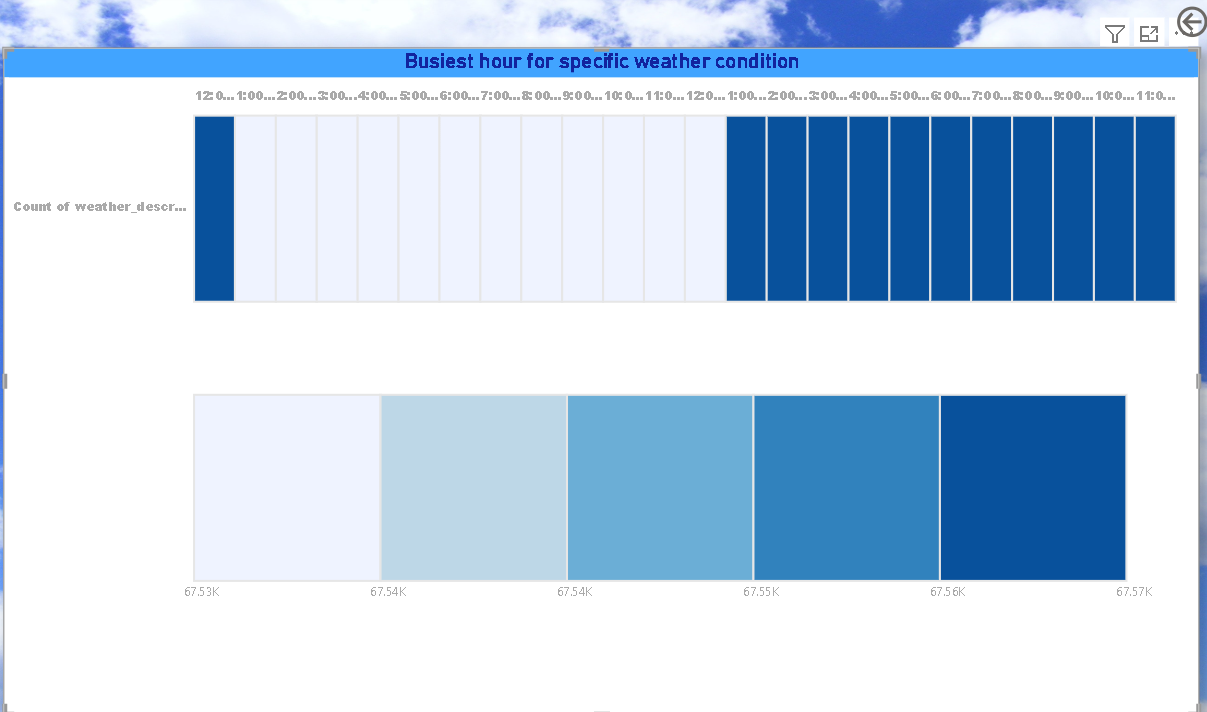 Busiest hour for specific weather condition
12:0... 1:00... 2:00... 3:00... 4:00... 5:00... 6:00... 7:00... 8:00... 9:00... 10:0... 11:0... 12:0... 1:00... 2:00... 3:00... 4:00... 5:00... 6:00... 7:00... 8:00... 9:00... 10:0... 11:0...
Count of weather_descr...
67.53K 67.54K 67.54K 67.55K 67.56K 67.57K